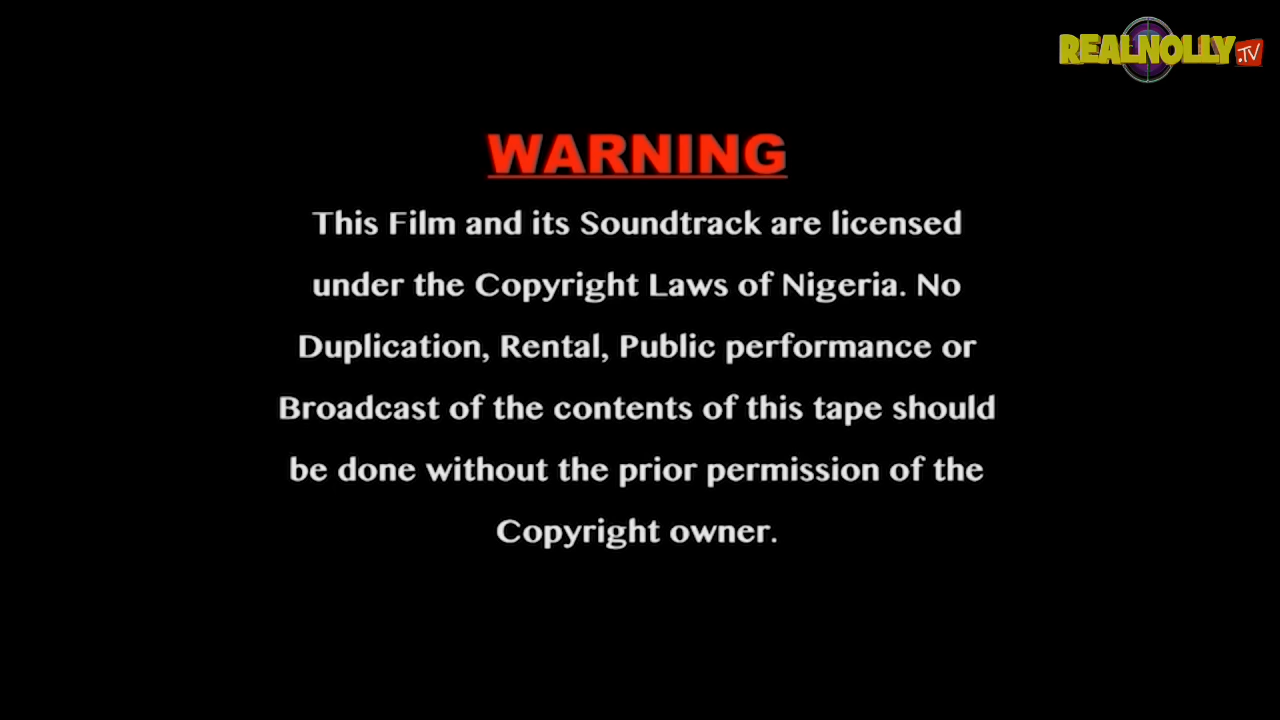 REALNOLLY.TV
WARNING
This Film and its Soundtrack are licensed
under the Copyright Laws of Nigeria. No
Duplication, Rental, Public performance or
Broadcast of the contents of this tape should
be done without the prior permission of the
Copyright owner.